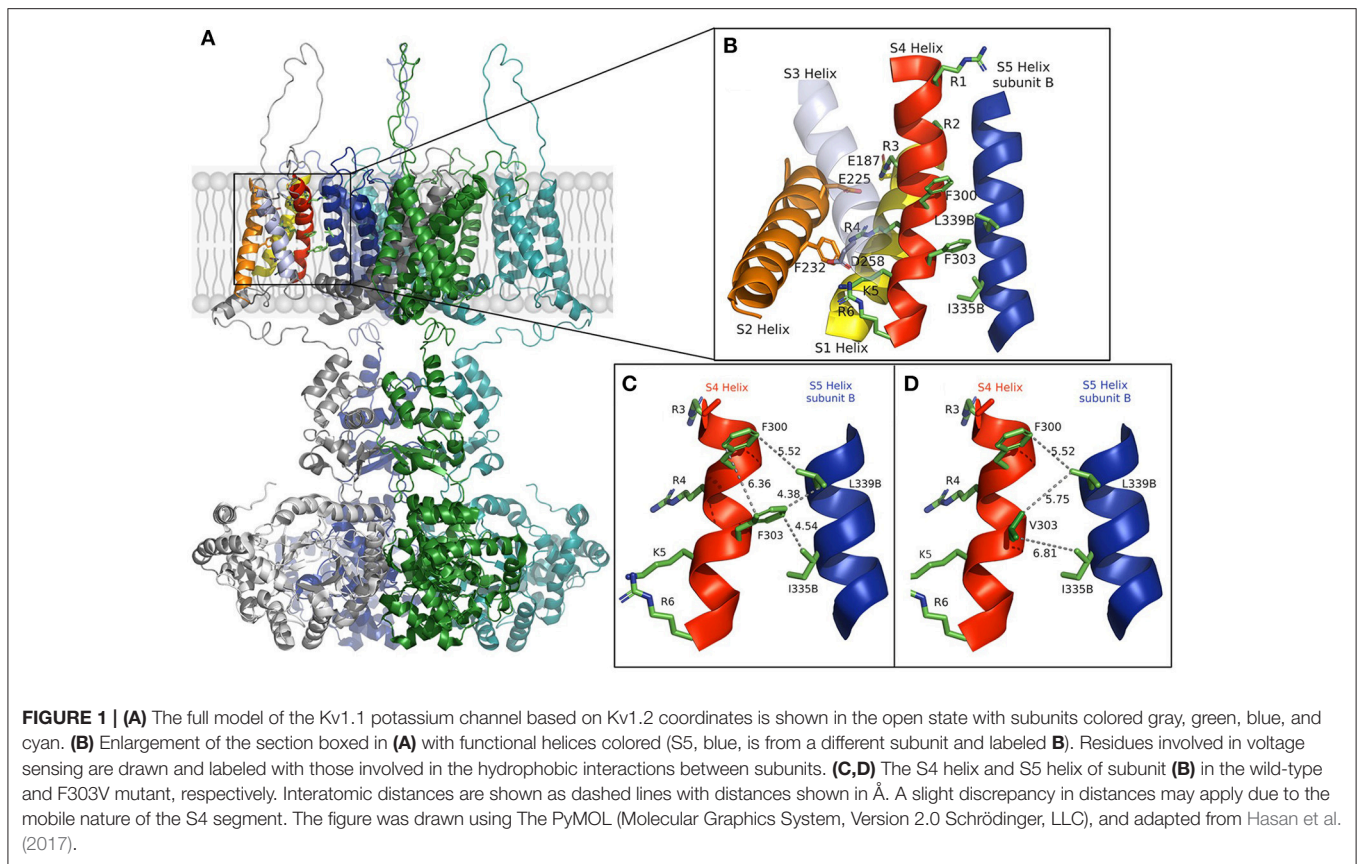 A
B
S4 Helix
S3 Helix
R1
S5 Helix
subunit B
R2
R3
E187
E225
F300
L339B
R4
F232
D258
F303
K5
I335B
R6
S2 Helix
S1 Helix
C
S4 Helix
S5 Helix
subunit B
R3
F300
5.52
R4
6.36
L339B
4.38
F303
4.54
K5
I335B
R6
D
S4 Helix
S5 Helix
subunit B
R3
F300
5.52
R4
L339B
5.75
V303
K5
6.81
I335B
R6
FIGURE 1 | (A) The full model of the Kv1.1 potassium channel based on Kv1.2 coordinates is shown in the open state with subunits colored gray, green, blue, and
cyan. (B) Enlargement of the section boxed in (A) with functional helices colored (S5, blue, is from a different subunit and labeled B). Residues involved in voltage
sensing are drawn and labeled with those involved in the hydrophobic interactions between subunits. (C,D) The S4 helix and S5 helix of subunit (B) in the wild-type
and F303V mutant, respectively. Interatomic distances are shown as dashed lines with distances shown in Å. A slight discrepancy in distances may apply due to the
mobile nature of the S4 segment. The figure was drawn using The PyMOL (Molecular Graphics System, Version 2.0 Schrödinger, LLC), and adapted from Hasan et al.
(2017).